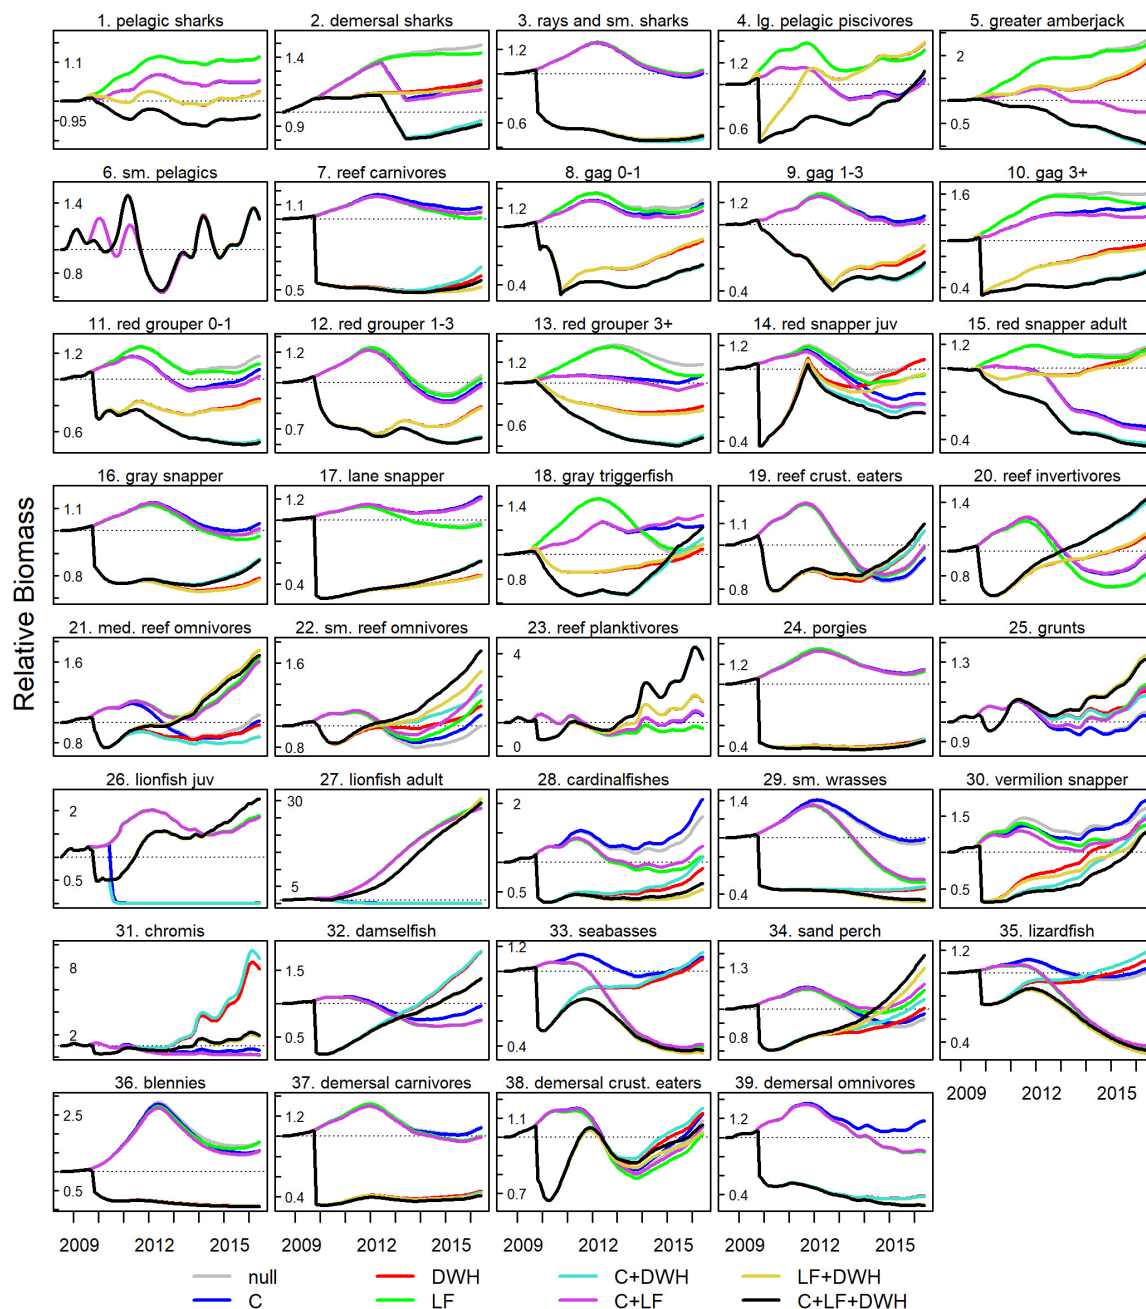 1. pelagic sharks
2. demersal sharks
3. rays and sm. sharks
4. lg. pelagic piscivores
5. greater amberjack
1.1
0.95
1.4
0.9
1.2
0.6
1.2
0.6
2
0.5
6. sm. pelagics
7. reef carnivores
8. gag 0-1
9. gag 1-3
10. gag 3+
1.4
0.8
1.1
0.5
1.2
0.4
1.2
0.4
1.6
0.4
11. red grouper 0-1
12. red grouper 1-3
13. red grouper 3+
14. red snapper juv
15. red snapper adult
1.2
0.6
1.2
0.7
1.2
0.6
1.2
0.4
1.2
0.4
16. gray snapper
17. lane snapper
18. gray triggerfish
19. reef crust. eaters
20. reef invertivores
1.1
0.8
1.2
0.4
1.4
0.8
1.1
0.8
1.4
0.8
Relative Biomass
21. med. reef omnivores
22. sm. reef omnivores
23. reef planktivores
24. porgies
25. grunts
1.6
0.8
1.6
0.8
4
0
1.2
0.4
1.3
0.9
26. lionfish juv
27. lionfish adult
28. cardinalfishes
29. sm. wrasses
30. vermilion snapper
2
0.5
30
5
2
0.5
1.4
0.4
1.5
0.5
31. chromis
32. damselfish
33. seabasses
34. sand perch
35. lizardfish
8
2
1.5
0.5
1.2
0.4
1.3
0.8
1.2
0.4
2009 2012 2015
36. blennies
37. demersal carnivores
38. demersal crust. eaters
39. demersal omnivores
2.5
0.5
1.2
0.4
1.1
0.7
1.2
0.4
2009 2012 2015
2009 2012 2015
2009 2012 2015
2009 2012 2015
null
DWH
C+DWH
LF+DWH
C
LF
C+LF
C+LF+DWH